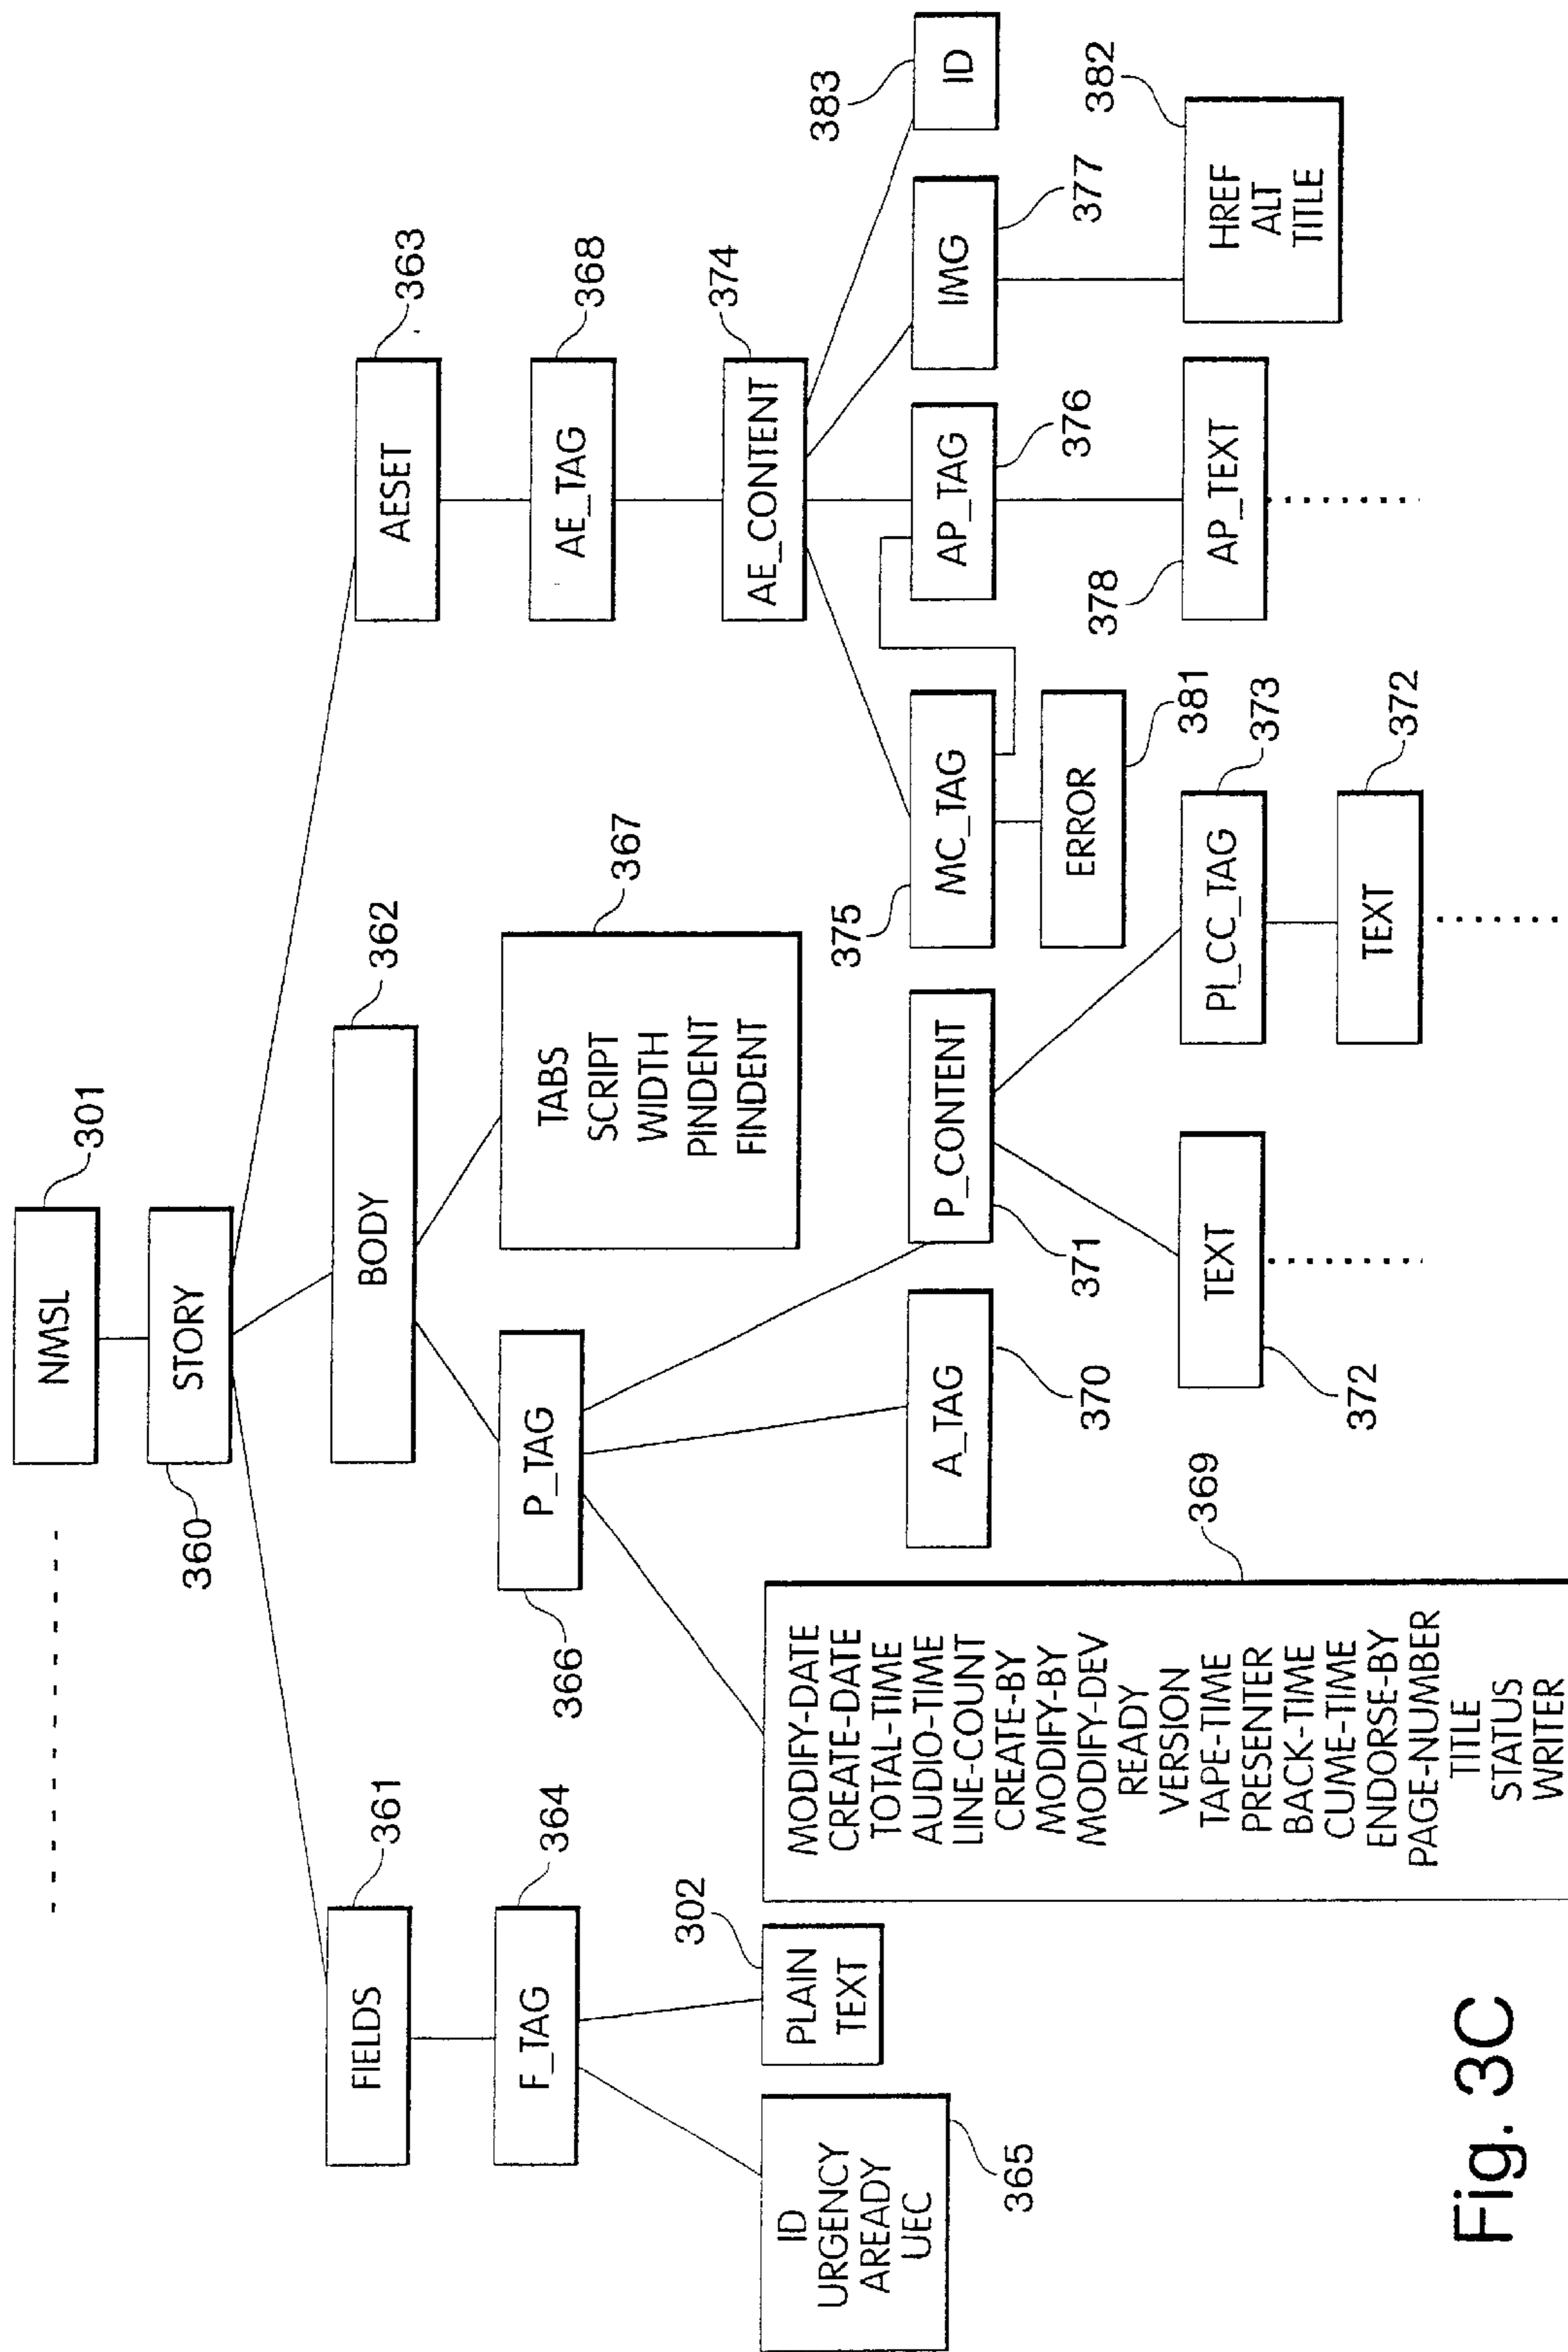 NMSL
301
STORY
360
FIELDS
361
BODY
362
AESET
363
F_TAG
364
P_TAG
366
TABS
SCRIPT
WIDTH
PINDENT
FINDENT
367
AE_TAG
368
AE_CONTENT
374
ID
URGENCY
AREADY
UEC
365
PLAIN
TEXT
302
MODIFY-DATE
CREATE-DATE
TOTAL-TIME
AUDIO-TIME
LINE-COUNT
CREATE-BY
MODIFY-BY
MODIFY-DEV
READY
VERSION
TAPE-TIME
PRESENTER
BACK-TIME
CUME-TIME
ENDORSE-BY
PAGE-NUMBER
TITLE
STATUS
WRITER
369
A_TAG
370
P_CONTENT
371
MC_TAG
375
AP_TAG
376
IMG
377
ID
383
ERROR
381
TEXT
372
PI_CC_TAG
373
TEXT
372
AP_TEXT
378
HREF
ALT
TITLE
382
Fig. 3C